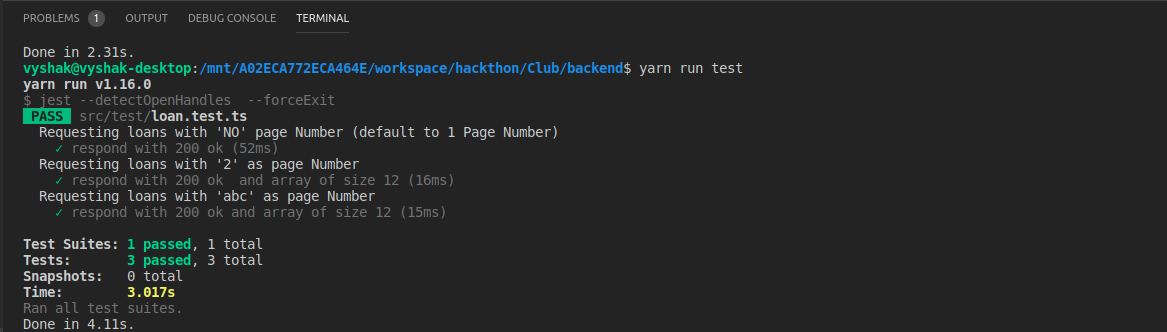 PROBLEMS 1 OUTPUT DEBUG CONSOLE TERMINAL
Done in 2.31s.
vyshak@vyshak-desktop:/mnt/A02ECA772ECA464E/workspace/hackthon/Club/backend$ yarn run test
yarn run v1.16.0
$ jest --detectOpenHandles  --forceExit
PASS src/test/loan.test.ts
  Requesting loans with 'NO' page Number (default to 1 Page Number)
    ✓ respond with 200 ok (52ms)
  Requesting loans with '2' as page Number
    ✓ respond with 200 ok  and array of size 12 (16ms)
  Requesting loans with 'abc' as page Number
    ✓ respond with 200 ok and array of size 12 (15ms)
Test Suites: 1 passed, 1 total
Tests:       3 passed, 3 total
Snapshots:   0 total
Time:        3.017s
Ran all test suites.
Done in 4.11s.